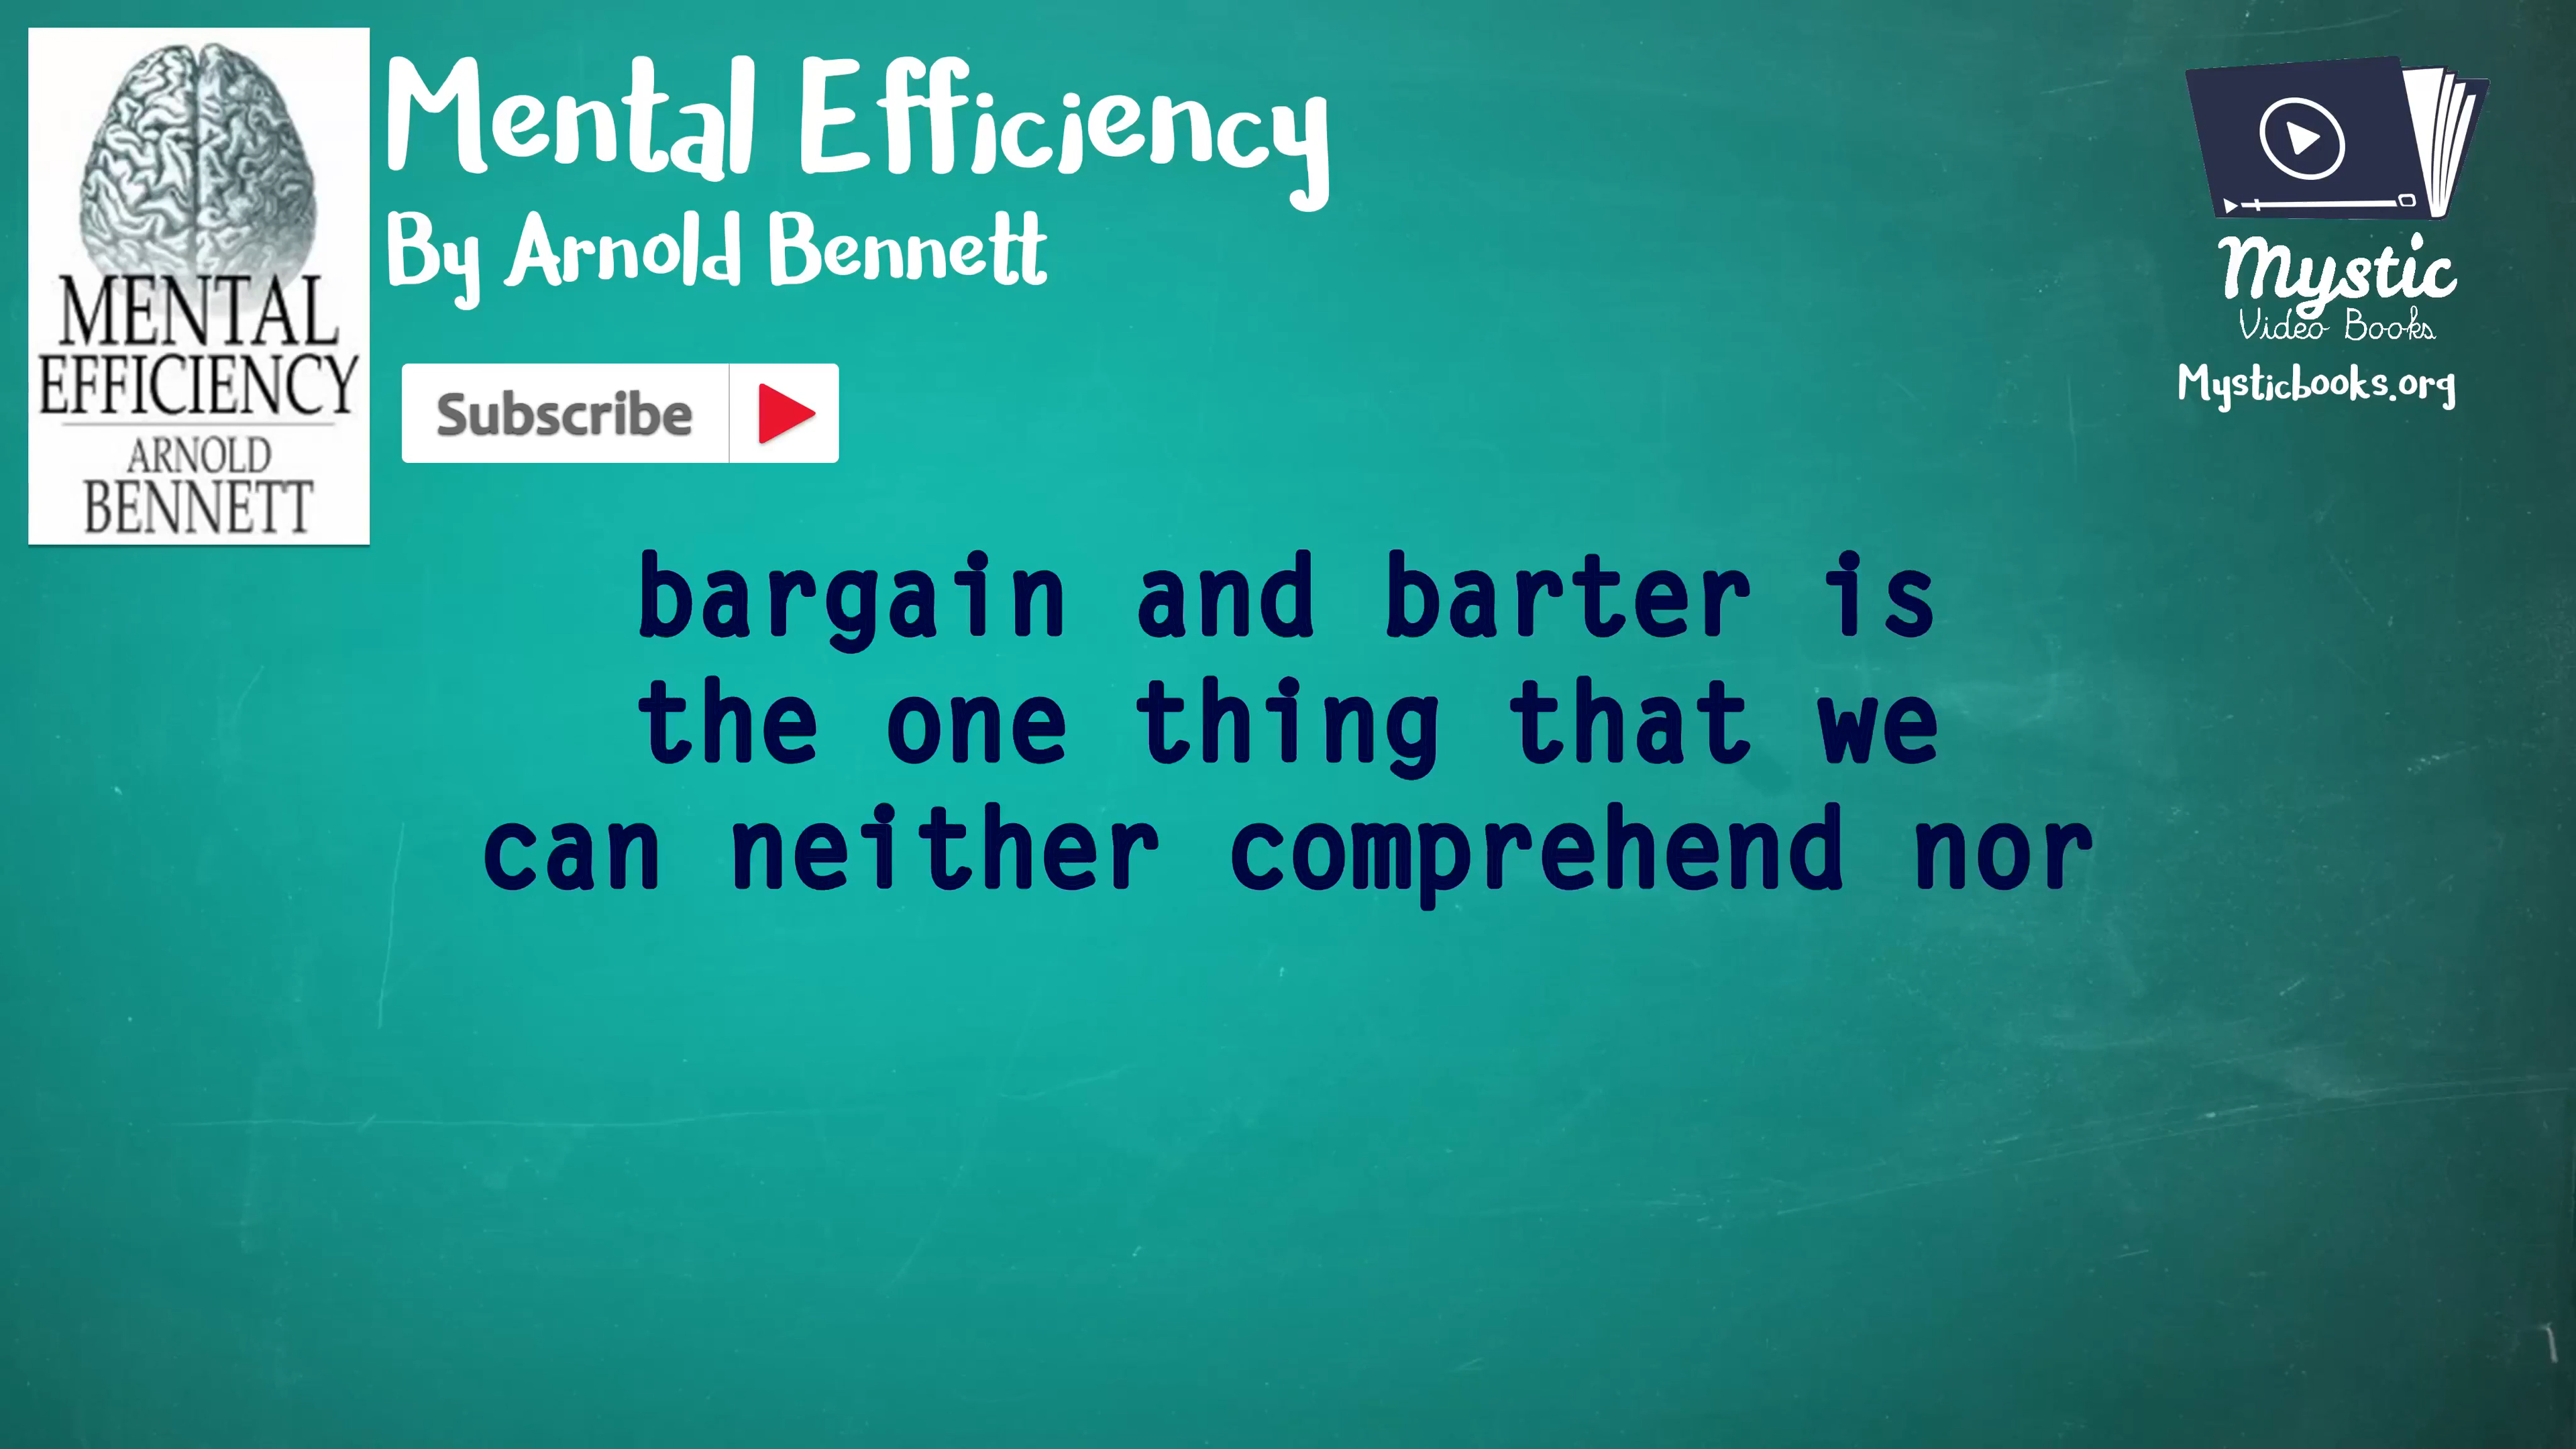 MENTAL
EFFICIENCY
ARNOLD
BENNETT
Mental Efficiency
By Arnold Bennett
Subscribe
Mystic
Video Books
Mysticbooks.org
bargain and barter is
the one thing that we
can neither comprehend nor